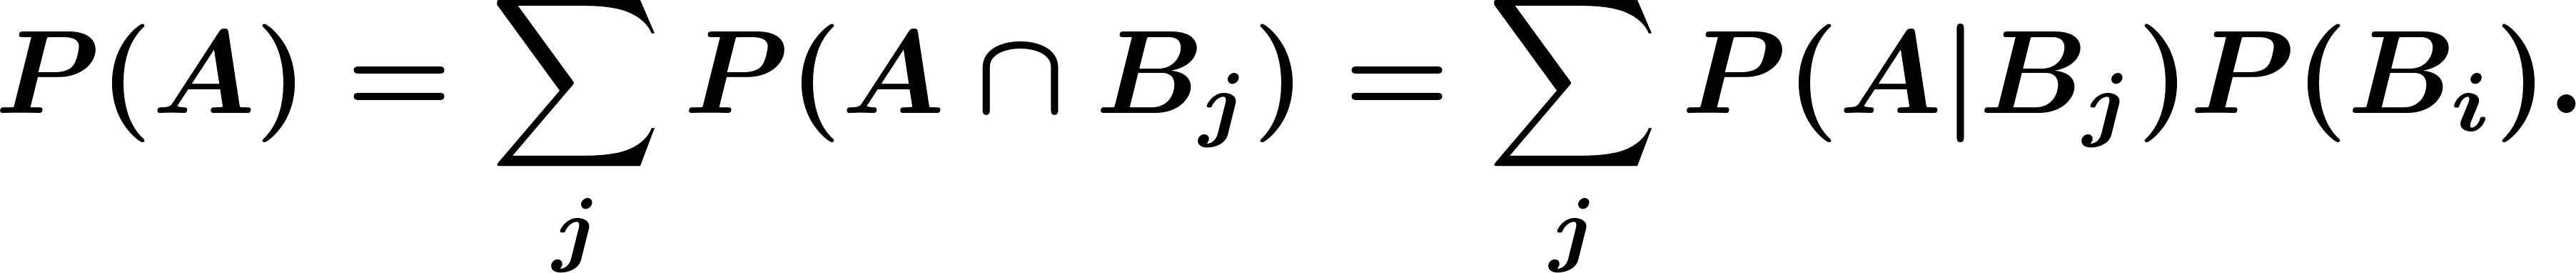 P(A) = ∑_j P(A ∩ B_j) = ∑_j P(A|B_j)P(B_i).